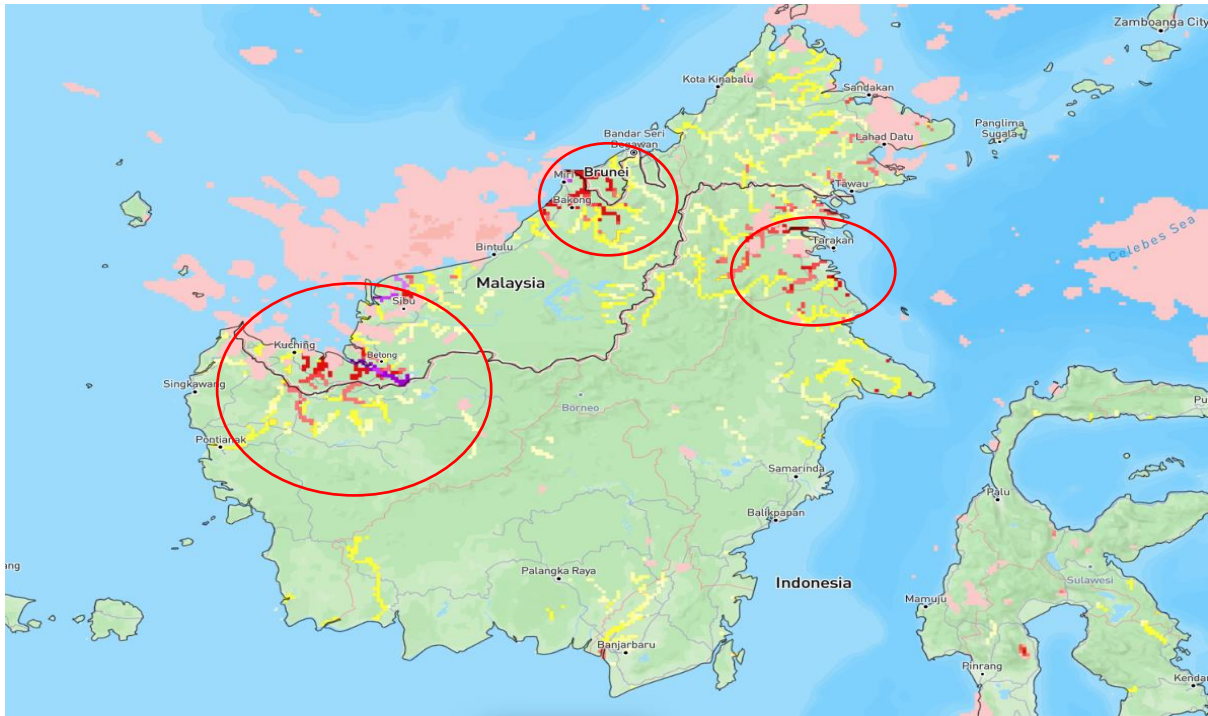 Zamboanga City
Kota Kinabalu
Sandakan
Panglima
Sugala
Lahad Datu
Bandar Seri
Begawan
Miri
Brunei
Bakong
Tawau
Tarakan
Celebes Sea
Bintulu
Malaysia
Sibu
Kuching
Betong
Singkawang
Borneo
Pontianak
Samarinda
Palu
Balikpapan
Palangka Raya
Indonesia
Sulawesi
Mamuju
Banjarbaru
Pinrang